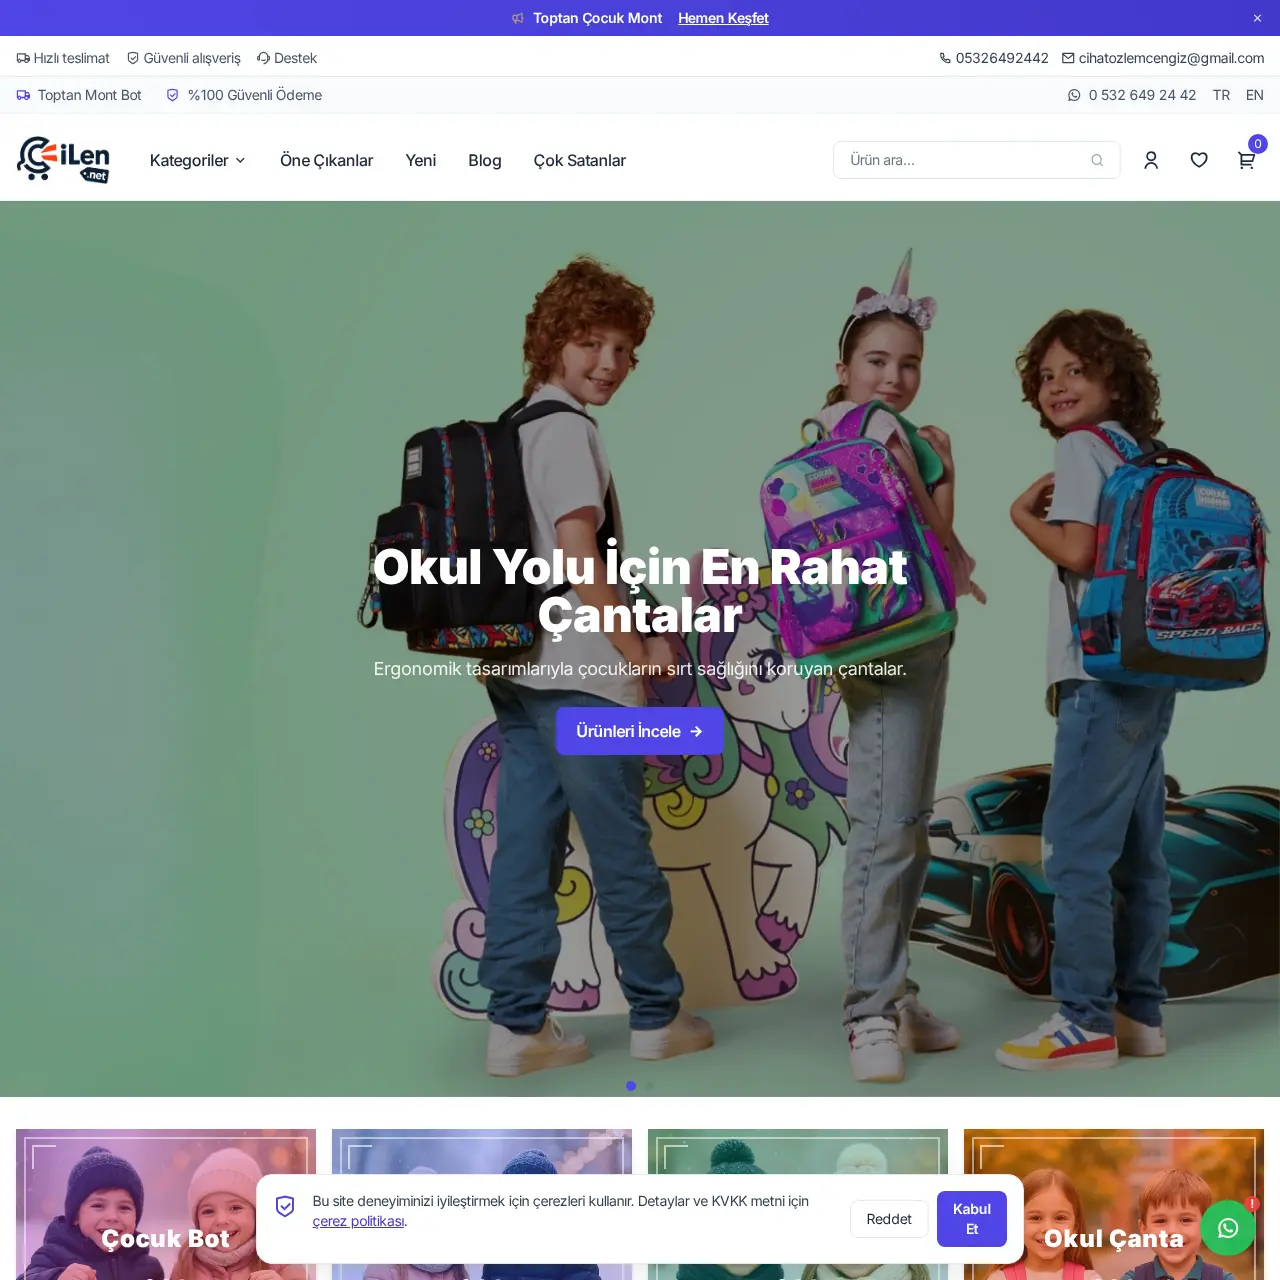 Toptan Çocuk Mont Hemen Keşfet
Hızlı teslimat Güvenli alışveriş Destek
05326492442 cihatozlemcengiz@gmail.com
Toptan Mont Bot %100 Güvenli Ödeme
0 532 649 24 42 TR EN
ÇiLen
.net
Kategoriler Öne Çıkanlar Yeni Blog Çok Satanlar
Ürün ara...
0
Okul Yolu İçin En Rahat
Çantalar
Ergonomik tasarımlarıyla çocukların sırt sağlığını koruyan çantalar.
Ürünleri İncele
SPEED RACE
Çocuk Bot
Okul Çanta
Bu site deneyiminizi iyileştirmek için çerezleri kullanır. Detaylar ve KVKK metni için
çerez politikası.
Reddet
Kabul
Et
!